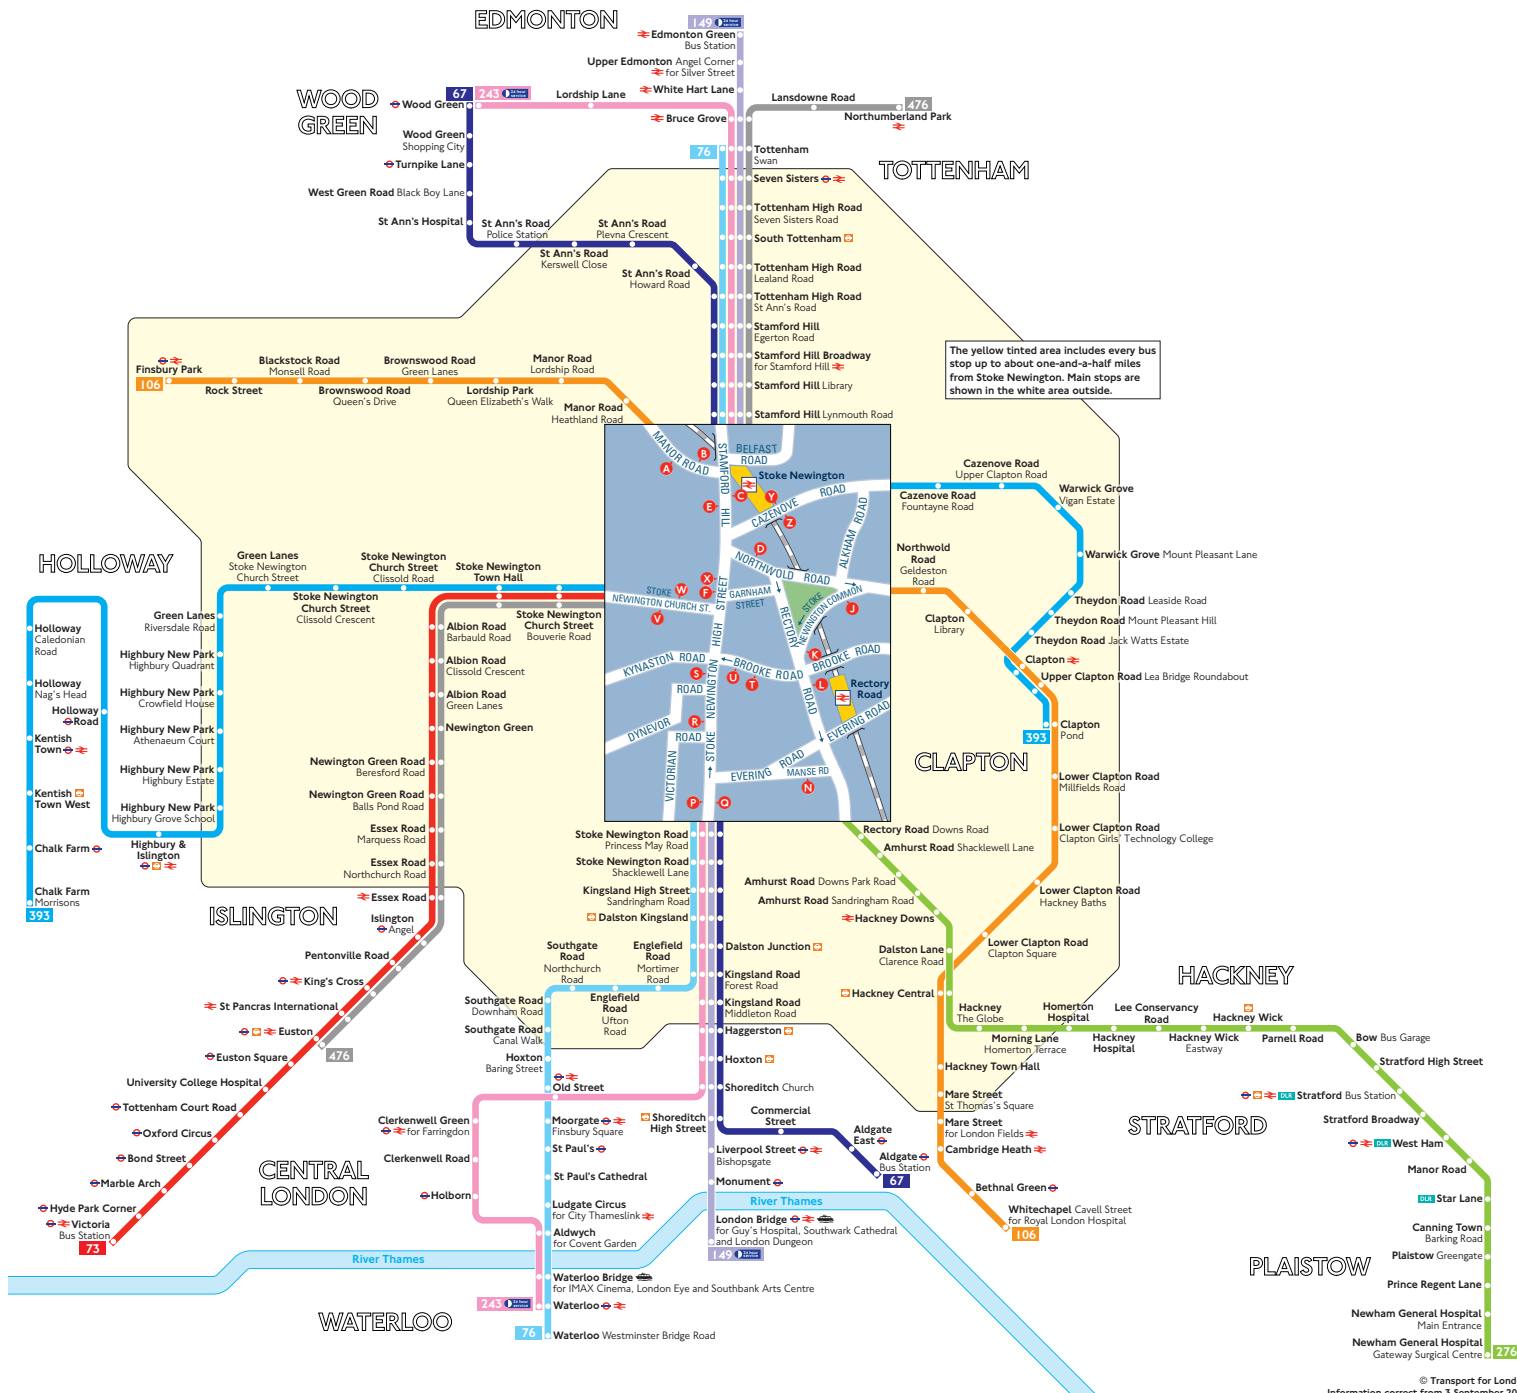 EDMONTON
149 24 hour service
Edmonton Green
Bus Station
Upper Edmonton Angel Corner
for Silver Street
White Hart Lane
WOOD
GREEN
67
243 24 hour service
Wood Green
Lordship Lane
Bruce Grove
Lansdowne Road
476
Northumberland Park
Wood Green
Shopping City
Turnpike Lane
76
Tottenham
Swan
TOTTENHAM
West Green Road Black Boy Lane
Seven Sisters
St Ann's Hospital
St Ann's Road
Police Station
St Ann's Road
Plevna Crescent
St Ann's Road
Kerswell Close
St Ann's Road
Howard Road
Tottenham High Road
Seven Sisters Road
South Tottenham
Tottenham High Road
Lealand Road
Tottenham High Road
St Ann's Road
Stamford Hill
Egerton Road
Stamford Hill Broadway
for Stamford Hill
Stamford Hill Library
Stamford Hill Lynmouth Road
The yellow tinted area includes every bus
stop up to about one-and-a-half miles
from Stoke Newington. Main stops are
shown in the white area outside.
Finsbury Park
106
Rock Street
Blackstock Road
Monsell Road
Brownswood Road
Queen's Drive
Brownswood Road
Green Lanes
Lordship Park
Queen Elizabeth's Walk
Manor Road
Lordship Road
Manor Road
Heathland Road
MANOR ROAD
STAMFORD HILL
BELFAST
ROAD
A
B
Stoke Newington
C
Y
E
Z
CAZENOVE ROAD
D
NORTHWOLD ROAD
ALKHAM ROAD
X
W
F
V
STOKE
NEWINGTON CHURCH ST.
GARNHAM
STREET
STOKE
NEWINGTON COMMON
J
RECTORY ROAD
STOKE NEWINGTON HIGH STREET
KYNASTON ROAD
BROOKE ROAD
BROOKE ROAD
K
L
S
U
T
Rectory
Road
R
DYNEVOR
ROAD
ROAD
VICTORIAN
EVERING ROAD
EVERING ROAD
MANSE RD
N
P
Q
Cazenove Road
Fountayne Road
Cazenove Road
Upper Clapton Road
Warwick Grove
Vigan Estate
Warwick Grove Mount Pleasant Lane
Theydon Road Leaside Road
Theydon Road Mount Pleasant Hill
Theydon Road Jack Watts Estate
Northwold
Road
Geldeston
Road
Clapton
Library
Clapton
Upper Clapton Road Lea Bridge Roundabout
Clapton
Pond
393
CLAPTON
Lower Clapton Road
Millfields Road
Lower Clapton Road
Clapton Girls' Technology College
Lower Clapton Road
Hackney Baths
Lower Clapton Road
Clapton Square
HOLLOWAY
Green Lanes
Stoke Newington
Church Street
Stoke Newington
Church Street
Clissold Crescent
Stoke Newington
Church Street
Clissold Road
Stoke Newington
Town Hall
Stoke Newington
Church Street
Bouverie Road
Green Lanes
Riversdale Road
Highbury New Park
Highbury Quadrant
Highbury New Park
Crowfield House
Highbury New Park
Athenaeum Court
Highbury New Park
Highbury Estate
Highbury New Park
Highbury Grove School
Highbury &
Islington
Holloway
Caledonian
Road
Holloway
Nag's Head
Holloway
Road
Kentish
Town
Kentish
Town West
Chalk Farm
Chalk Farm
Morrisons
393
Albion Road
Barbauld Road
Albion Road
Clissold Crescent
Albion Road
Green Lanes
Newington Green
Newington Green Road
Beresford Road
Newington Green Road
Balls Pond Road
Essex Road
Marquess Road
Essex Road
Northchurch Road
Essex Road
ISLINGTON
Islington
Angel
Pentonville Road
King's Cross
St Pancras International
Euston
476
Euston Square
University College Hospital
Tottenham Court Road
Oxford Circus
Bond Street
Marble Arch
Hyde Park Corner
Victoria
Bus Station
73
CENTRAL
LONDON
Stoke Newington Road
Princess May Road
Stoke Newington Road
Shacklewell Lane
Kingsland High Street
Sandringham Road
Dalston Kingsland
Dalston Junction
Kingsland Road
Forest Road
Kingsland Road
Middleton Road
Haggerston
Hoxton
Shoreditch Church
Southgate
Road
Northchurch
Road
Englefield
Road
Mortimer
Road
Englefield
Road
Ufton
Road
Southgate Road
Downham Road
Southgate Road
Canal Walk
Hoxton
Baring Street
Old Street
Clerkenwell Green
for Farringdon
Clerkenwell Road
Holborn
Moorgate
Finsbury Square
St Paul's
St Paul's Cathedral
Ludgate Circus
for City Thameslink
Aldwych
for Covent Garden
Waterloo Bridge
for IMAX Cinema, London Eye and Southbank Arts Centre
243 24 hour service
Waterloo
76
Waterloo Westminster Bridge Road
WATERLOO
River Thames
River Thames
Shoreditch
High Street
Commercial
Street
Aldgate
East
Aldgate
Bus Station
67
Liverpool Street
Bishopsgate
Monument
London Bridge
for Guy's Hospital, Southwark Cathedral
and London Dungeon
149 24 hour service
Rectory Road Downs Road
Amhurst Road Shacklewell Lane
Amhurst Road Downs Park Road
Amhurst Road Sandringham Road
Hackney Downs
Dalston Lane
Clarence Road
Hackney Central
Hackney
The Globe
Morning Lane
Homerton Terrace
Homerton
Hospital
Hackney
Hospital
Lee Conservancy
Road
Hackney Wick
Eastway
Hackney Wick
Parnell Road
HACKNEY
Bow Bus Garage
Stratford High Street
DLR Stratford Bus Station
Stratford Broadway
STRATFORD
DLR West Ham
Manor Road
DLR Star Lane
Canning Town
Barking Road
Plaistow Greengate
PLAISTOW
Prince Regent Lane
Newham General Hospital
Main Entrance
Newham General Hospital
Gateway Surgical Centre
276
Hackney Town Hall
Mare Street
St Thomas's Square
Mare Street
for London Fields
Cambridge Heath
Bethnal Green
Whitechapel Cavell Street
for Royal London Hospital
106
© Transport for Lond
Information correct from 3 September 20